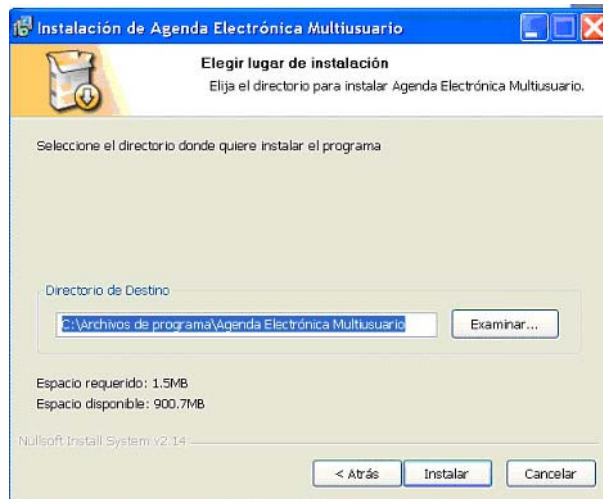 Instalación de Agenda Electrónica Multiusuario
Elegir lugar de instalación
Elija el directorio para instalar Agenda Electrónica Multiusuario.
Seleccione el directorio donde quiere instalar el programa
Directorio de Destino
C:\Archivos de programa\Agenda Electrónica Multiusuario
Examinar...
Espacio requerido: 1.5MB
Espacio disponible: 900.7MB
Nullsoft Install System v2.14
< Atrás
Instalar
Cancelar